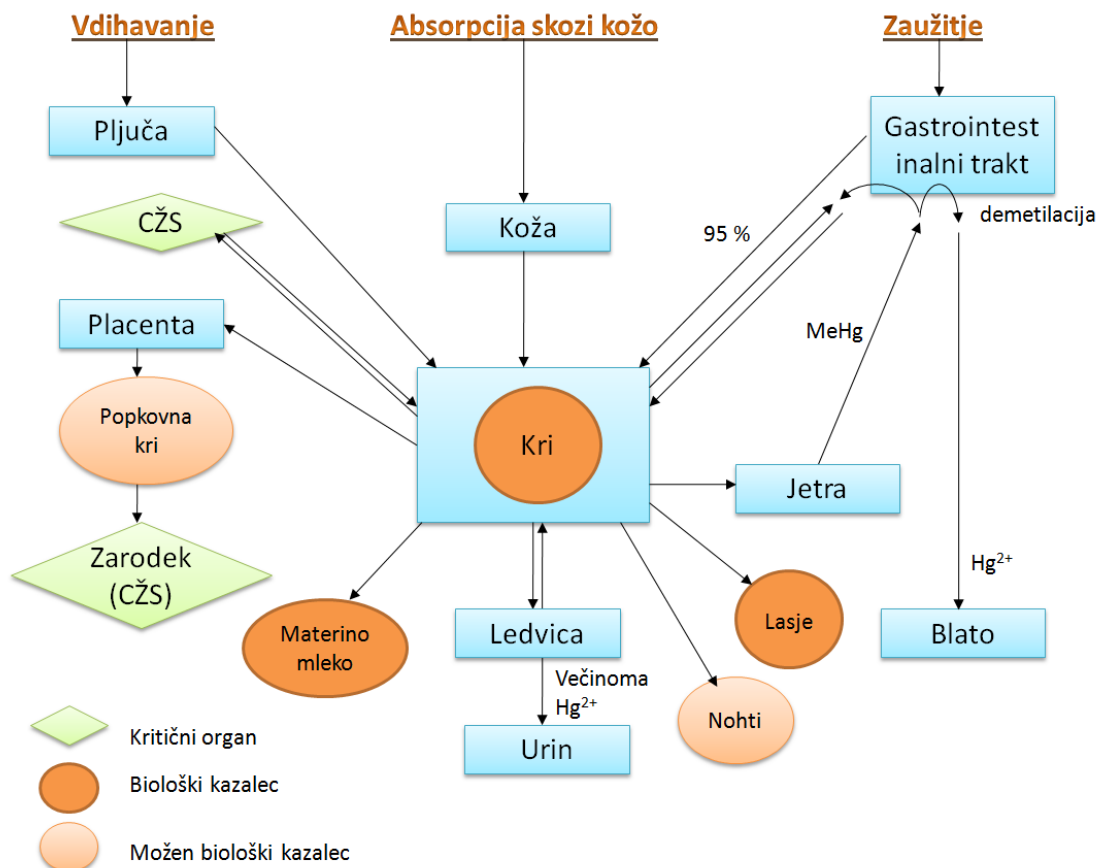 Vdihavanje
Absorpcija skozi kožo
Zaužitje
Pljuča
Gastrointest
inalni trakt
CŽS
Koža
demetilacija
95 %
Placenta
MeHg
Popkovna
kri
Kri
Jetra
Zarodek
(CŽS)
Hg²⁺
Materino
mleko
Ledvica
Lasje
Blato
Večinoma
Hg²⁺
Nohti
Urin
Kritični organ
Biološki kazalec
Možen biološki kazalec